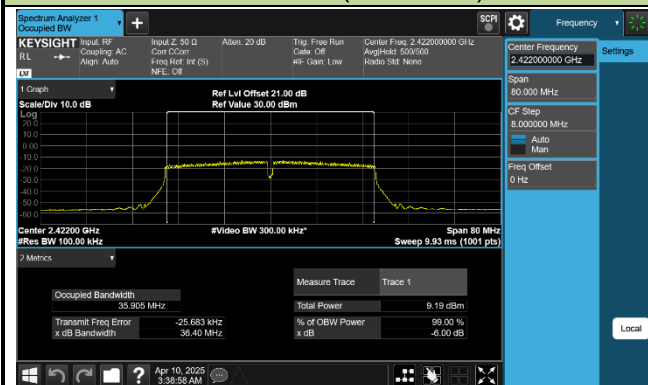 Spectrum Analyzer 1
Occupied BW
SCPI
Frequency
KEYSIGHT
RL
LXI
Input: RF
Coupling: AC
Align: Auto
Input Z: 50 Ω
Corr CCorr
Freq Ref: Int (S)
NFE: Off
Atten: 20 dB
Trig: Free Run
Gate: Off
#IF Gain: Low
Center Freq: 2.422000000 GHz
Avg|Hold: 500/500
Radio Std: None
Center Frequency
2.422000000 GHz
Settings
Span
80.000 MHz
CF Step
8.000000 MHz
Auto
Man
Freq Offset
0 Hz
1 Graph
Scale/Div 10.0 dB
Ref Lvl Offset 21.00 dB
Ref Value 30.00 dBm
Log
20.0
10.0
0.00
-10.0
-20.0
-30.0
-40.0
-50.0
-60.0
Center 2.42200 GHz
#Video BW 300.00 kHz*
Span 80 MHz
#Res BW 100.00 kHz
Sweep 9.93 ms (1001 pts)
2 Metrics
Measure Trace
Trace 1
Occupied Bandwidth
35.905 MHz
Total Power
9.19 dBm
Transmit Freq Error
-25.683 kHz
% of OBW Power
99.00 %
x dB Bandwidth
36.40 MHz
x dB
-6.00 dB
Local
?
Apr 10, 2025
3:38:58 AM